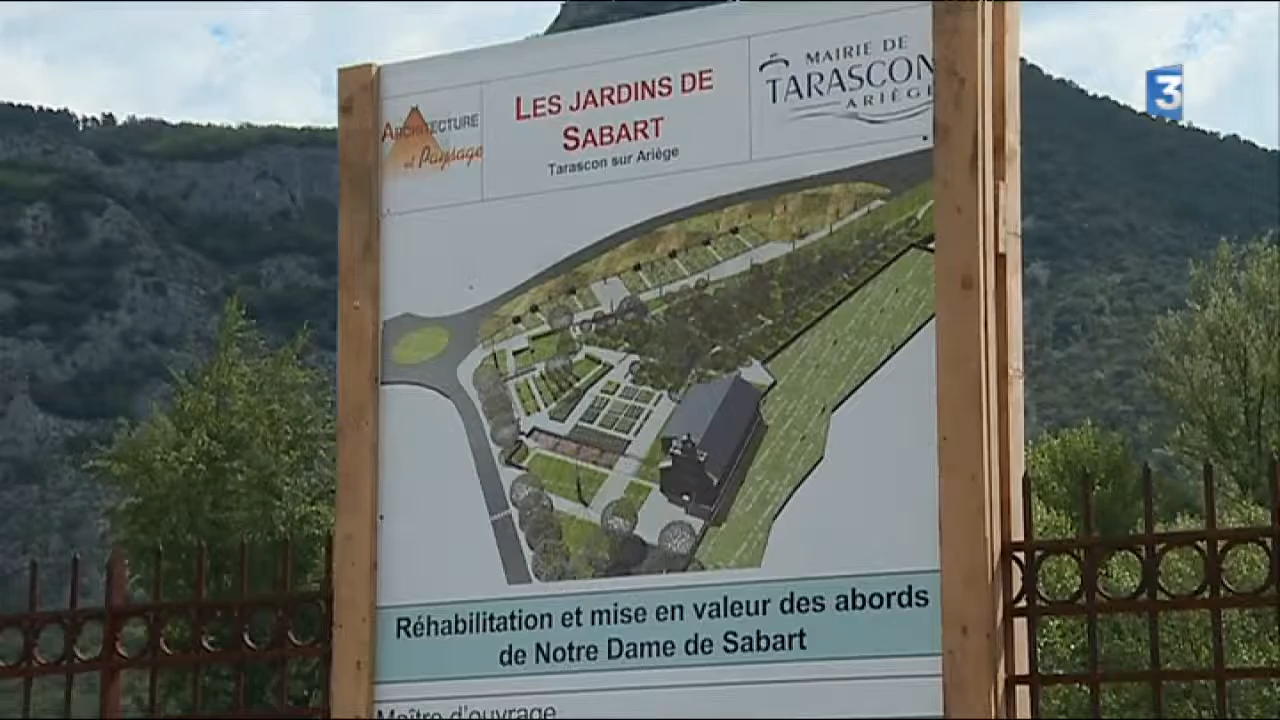 ARCHITECTURE
et Paysage
LES JARDINS DE
SABART
Tarascon sur Ariège
MAIRIE DE
TARASCON
ARIÈGE
3
Réhabilitation et mise en valeur des abords
de Notre Dame de Sabart
Maître d'ouvrage